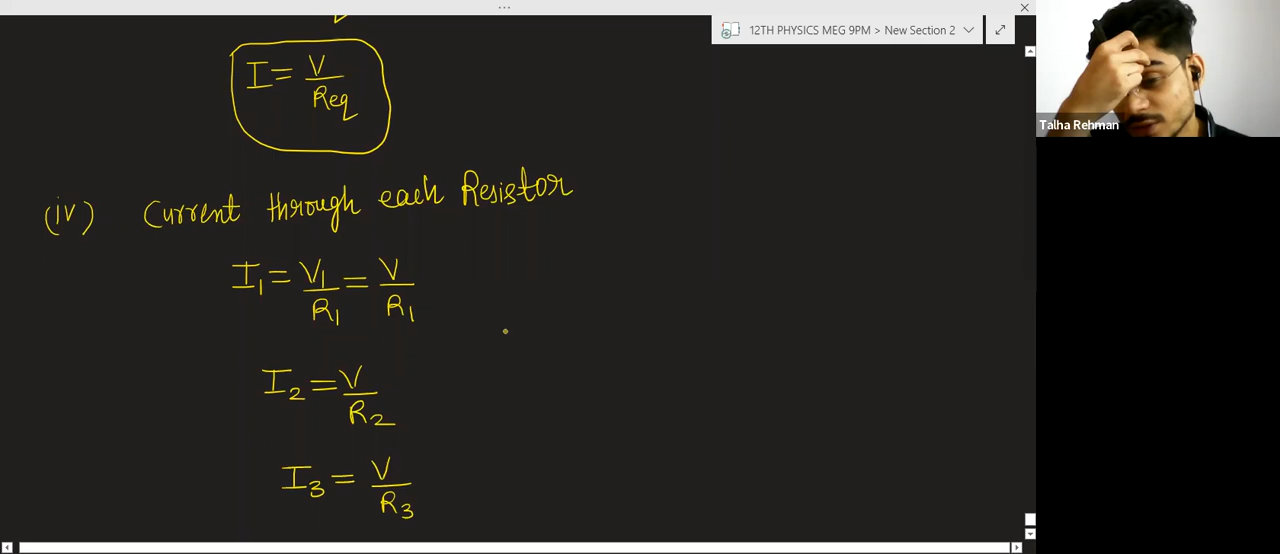 12TH PHYSICS MEG 9PM > New Section 2
Talha Rehman
I = V/Req
(iv) Current through each Resistor
I₁ = V₁/R₁ = V/R₁
I₂ = V/R₂
I₃ = V/R₃